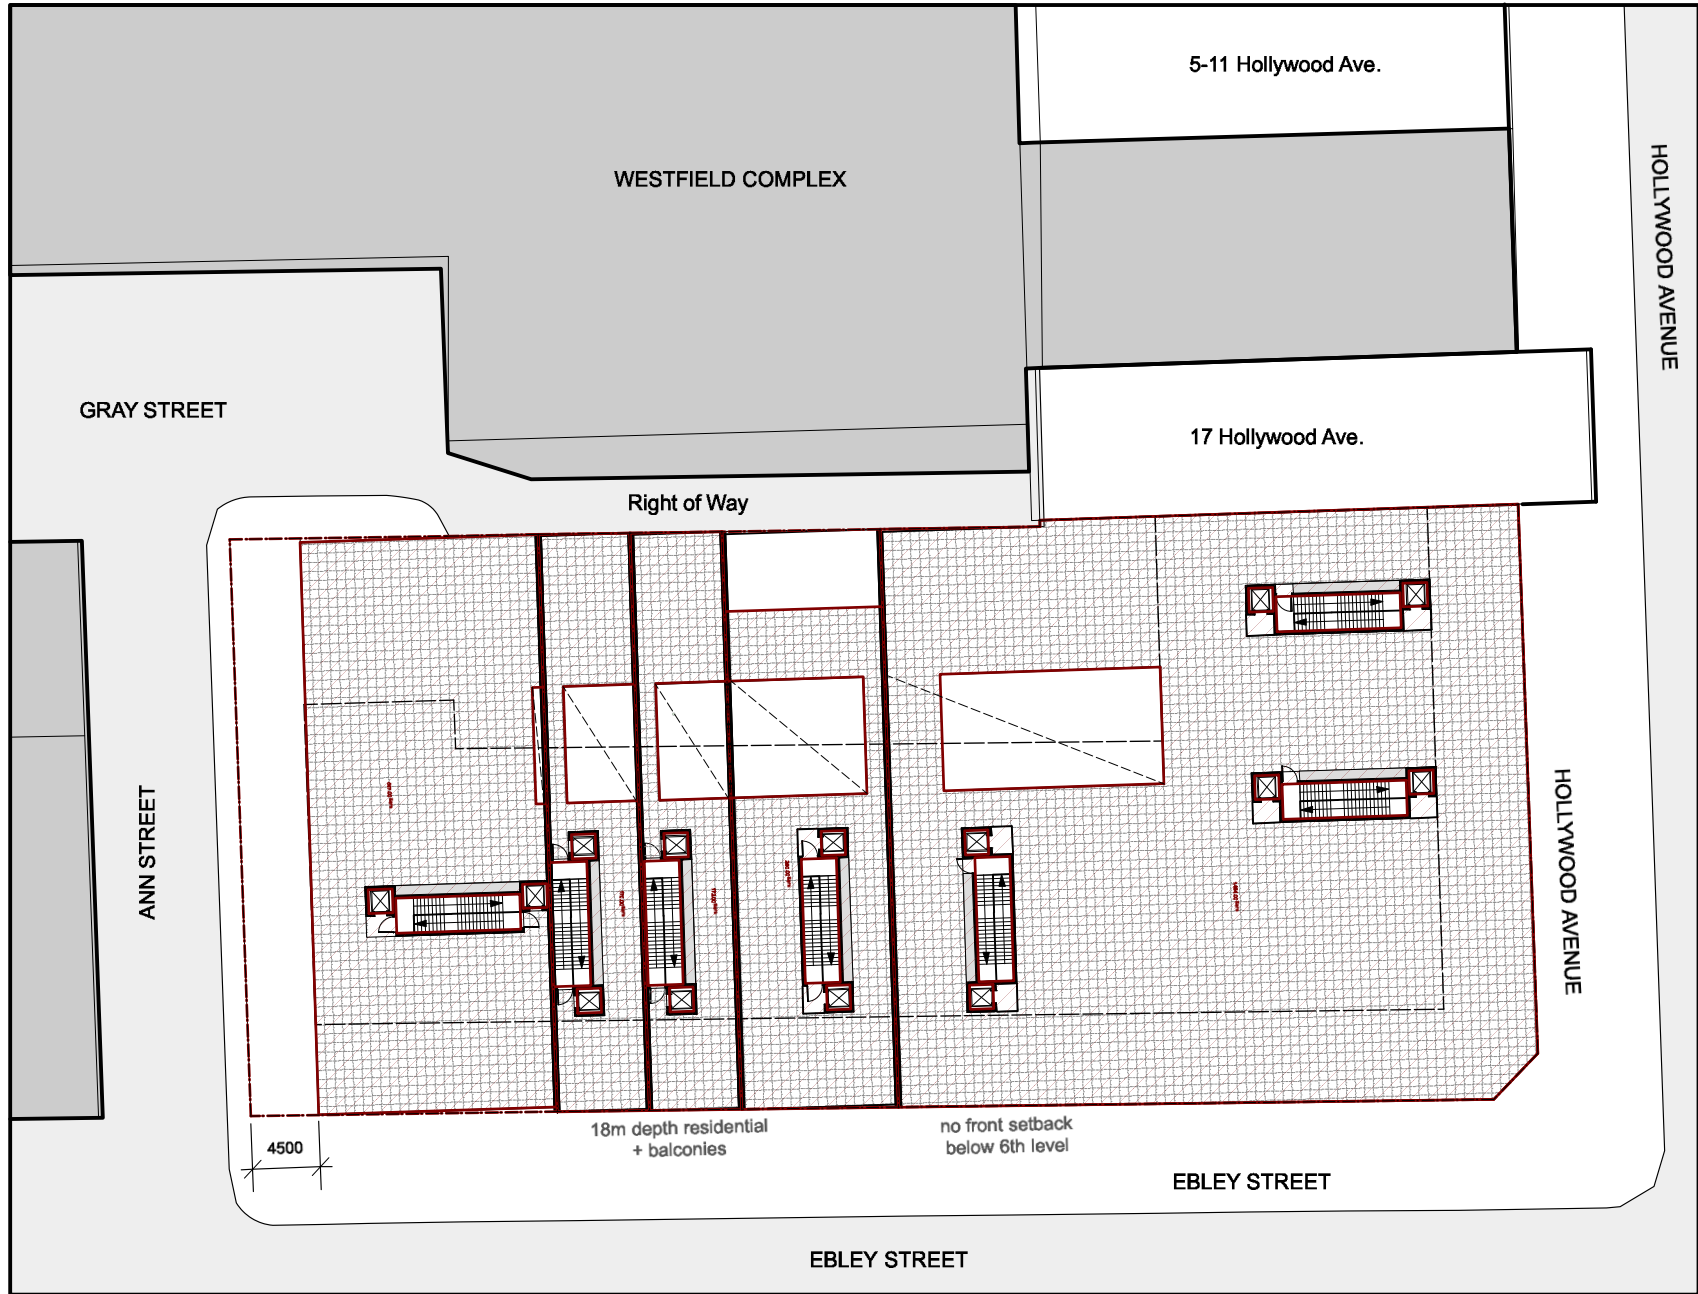 5-11 Hollywood Ave.
WESTFIELD COMPLEX
HOLLYWOOD AVENUE
GRAY STREET
17 Hollywood Ave.
Right of Way
ANN STREET
HOLLYWOOD AVENUE
4500
18m depth residential
+ balconies
no front setback
below 6th level
EBLEY STREET
EBLEY STREET